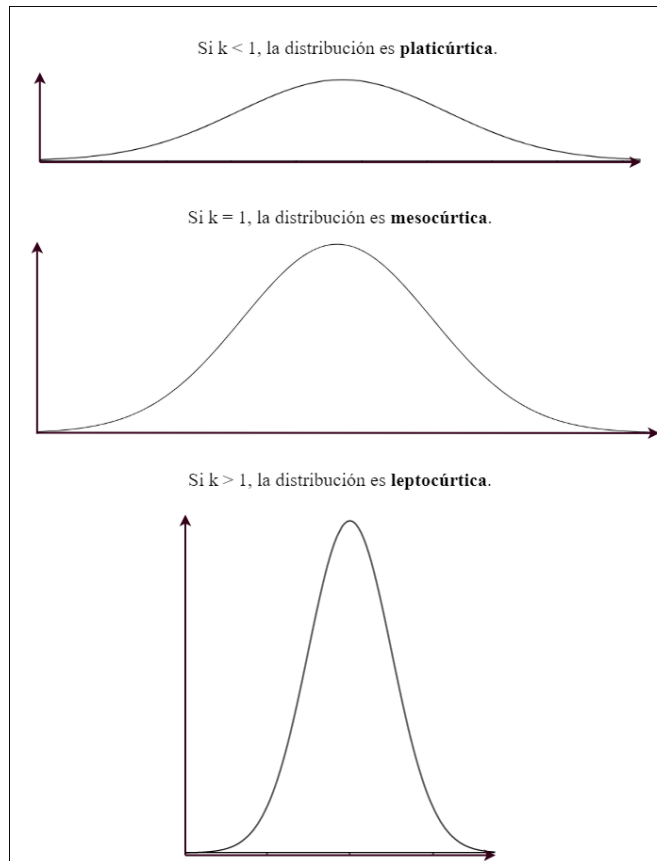 Si k < 1, la distribución es platicúrtica.
Si k = 1, la distribución es mesocúrtica.
Si k > 1, la distribución es leptocúrtica.